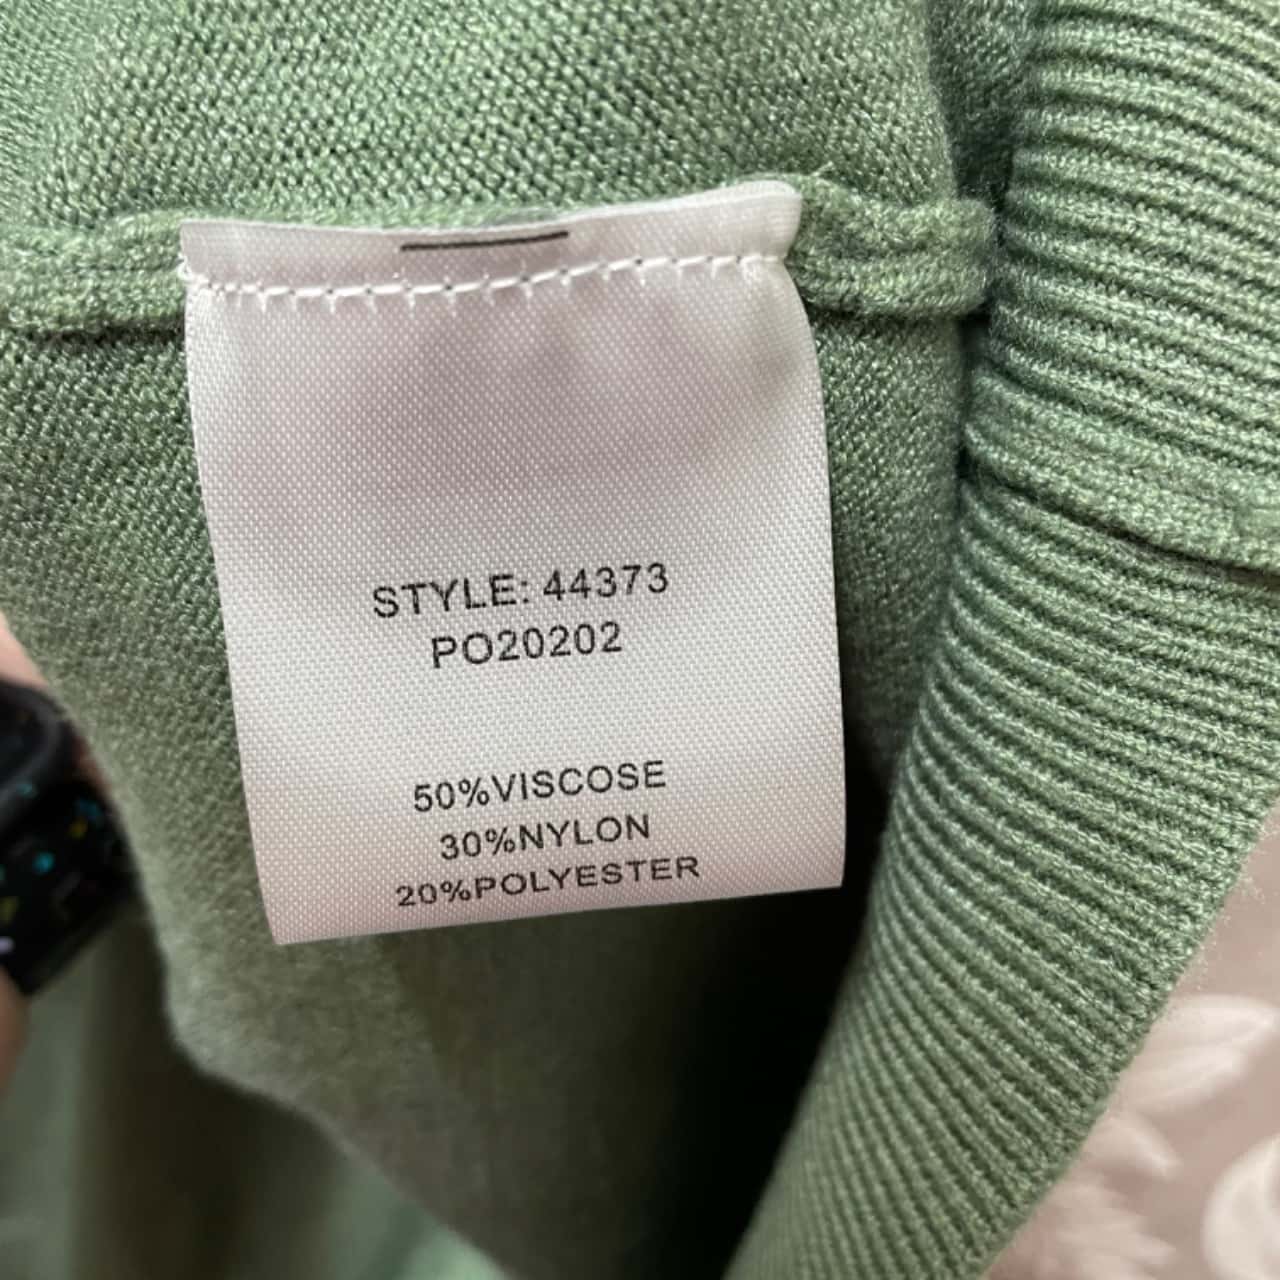 STYLE: 44373
PO20202
50%VISCOSE
30%NYLON
20%POLYESTER